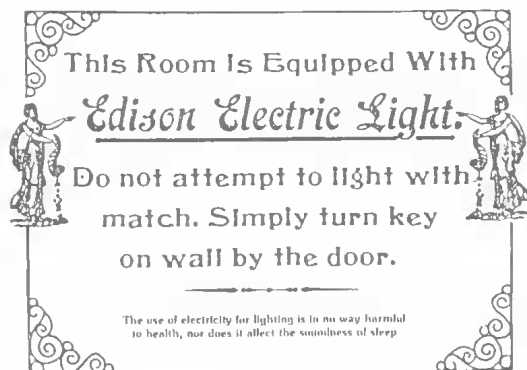 This Room Is Equipped With
Edison Electric Light.
Do not attempt to light with
match. Simply turn key
on wall by the door.
The use of electricity for lighting is in no way harmful
to health, nor does it affect the soundness of sleep